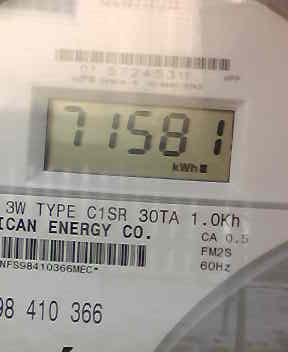 71581
kWh
3W TYPE C1SR 30TA 1.0Kh
ICAN ENERGY CO.
CA 0.5
FM2S
60Hz
NFS98410366MEC*
98 410 366